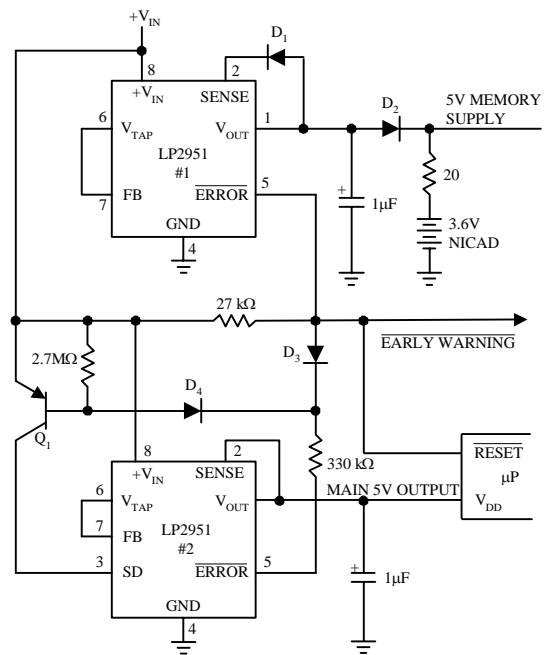 +V_IN
D_1
8
2
+V_IN
SENSE
6
V_TAP
V_OUT
1
D_2
5V MEMORY
SUPPLY
LP2951
#1
20
7
FB
ERROR
5
+
1μF
3.6V
NICAD
GND
4
27 kΩ
EARLY WARNING
2.7MΩ
D_3
D_4
Q_1
8
2
330 kΩ
+V_IN
SENSE
RESET
μP
V_DD
6
V_TAP
V_OUT
MAIN 5V OUTPUT
7
FB
LP2951
#2
3
SD
ERROR
5
+
1μF
GND
4